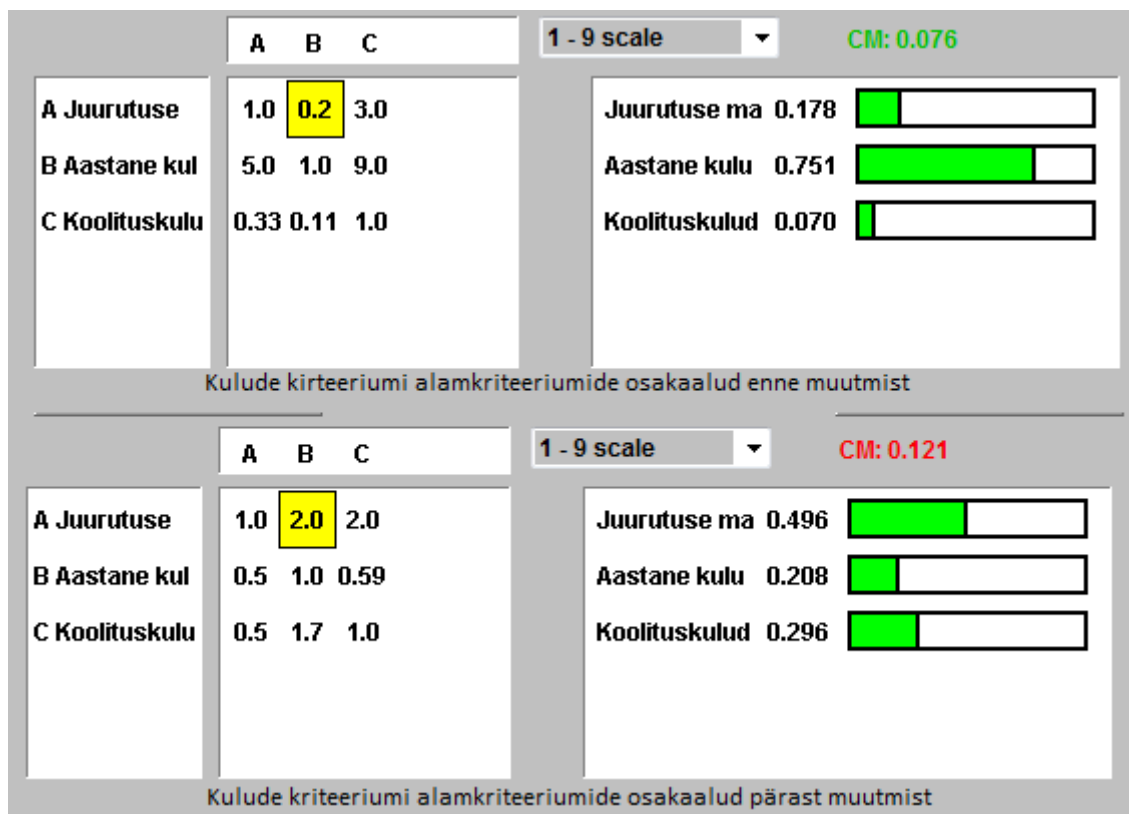 A B C 1 - 9 scale CM: 0.076
A Juurutuse 1.0 0.2 3.0 Juurutuse ma 0.178
B Aastane kul 5.0 1.0 9.0 Aastane kulu 0.751
C Koolituskulu 0.33 0.11 1.0 Koolituskulud 0.070
Kulude kirteeriumi alamkriteeriumide osakaalud enne muutmist
A B C 1 - 9 scale CM: 0.121
A Juurutuse 1.0 2.0 2.0 Juurutuse ma 0.496
B Aastane kul 0.5 1.0 0.59 Aastane kulu 0.208
C Koolituskulu 0.5 1.7 1.0 Koolituskulud 0.296
Kulude kriteeriumi alamkriteeriumide osakaalud pärast muutmist